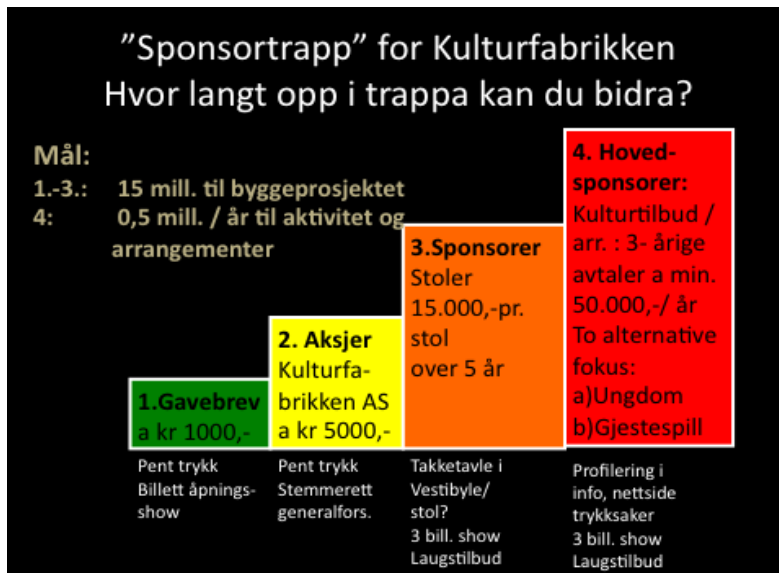 ”Sponsortrapp” for Kulturfabrikken
Hvor langt opp i trappa kan du bidra?
Mål:
1.-3.: 15 mill. til byggeprosjektet
4: 0,5 mill. / år til aktivitet og
arrangementer
1.Gavebrev
a kr 1000,-
Pent trykk
Billett åpnings-
show
2. Aksjer
Kulturfa-
brikken AS
a kr 5000,-
Pent trykk
Stemmerett
generalfors.
3.Sponsorer
Stoler
15.000,-pr.
stol
over 5 år
Takketavle i
Vestibyle/
stol?
3 bill. show
Laugstilbud
4. Hoved-
sponsorer:
Kulturtilbud /
arr. : 3- årige
avtaler a min.
50.000,-/ år
To alternative
fokus:
a)Ungdom
b)Gjestespill
Profilering i
info, nettside
trykksaker
3 bill. show
Laugstilbud